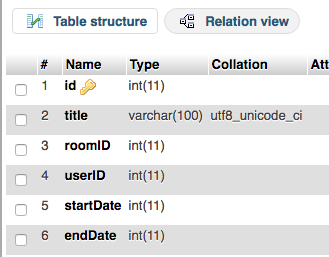 Table structure Relation view
# Name Type Collation Att
1 id int(11)
2 title varchar(100) utf8_unicode_ci
3 roomID int(11)
4 userID int(11)
5 startDate int(11)
6 endDate int(11)